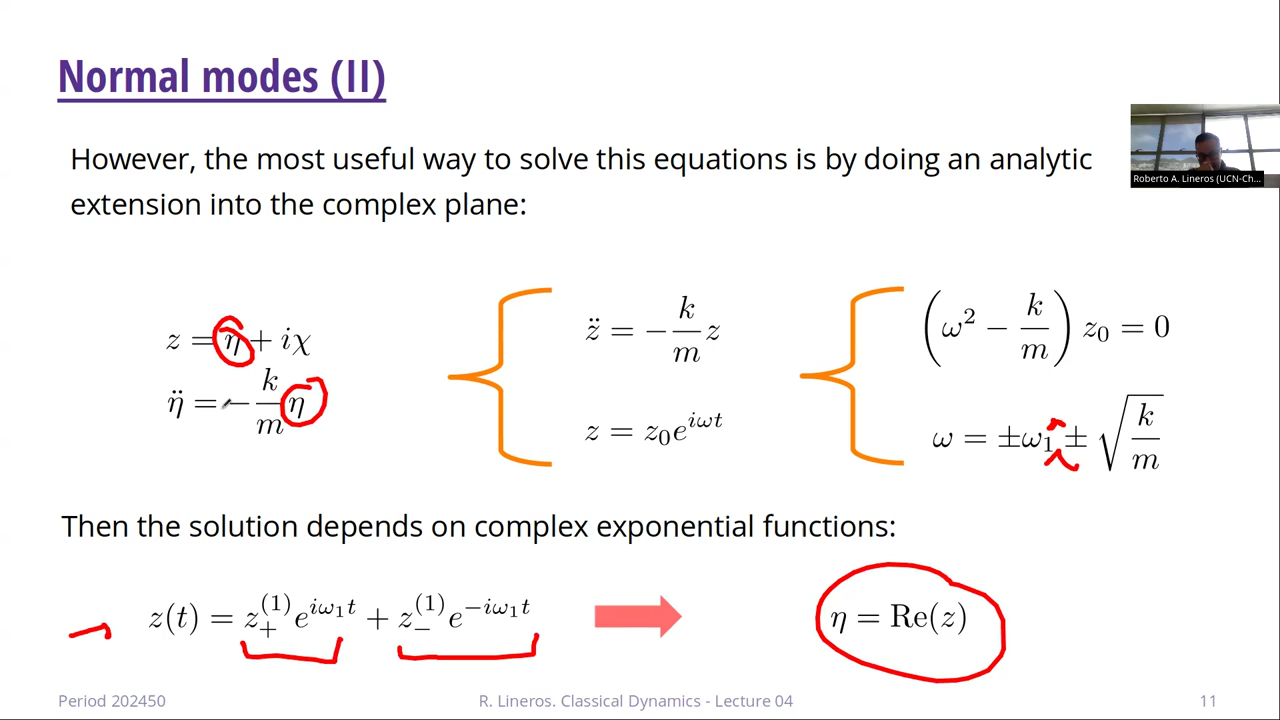 Normal modes (II)
However, the most useful way to solve this equations is by doing an analytic
extension into the complex plane:
Roberto A. Lineros (UCN-Ch...
z = η + iχ
η̈ = −k/m η
z̈ = −k/m z
z = z₀e^{iωt}
(ω² − k/m) z₀ = 0
ω = ±ω₁ ± √(k/m)
Then the solution depends on complex exponential functions:
z(t) = z₊⁽¹⁾e^{iω₁t} + z₋⁽¹⁾e^{−iω₁t}
η = Re(z)
Period 202450
R. Lineros. Classical Dynamics - Lecture 04
11